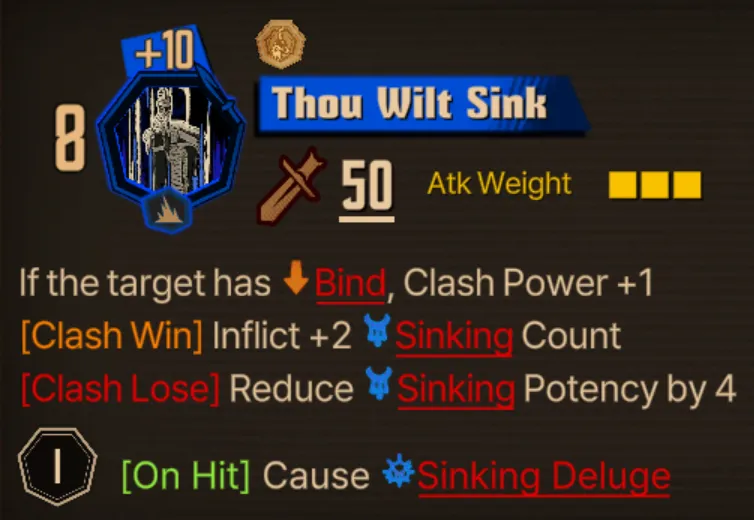 +10
8
Thou Wilt Sink
50 Atk Weight
If the target has Bind, Clash Power +1
[Clash Win] Inflict +2 Sinking Count
[Clash Lose] Reduce Sinking Potency by 4
I [On Hit] Cause Sinking Deluge